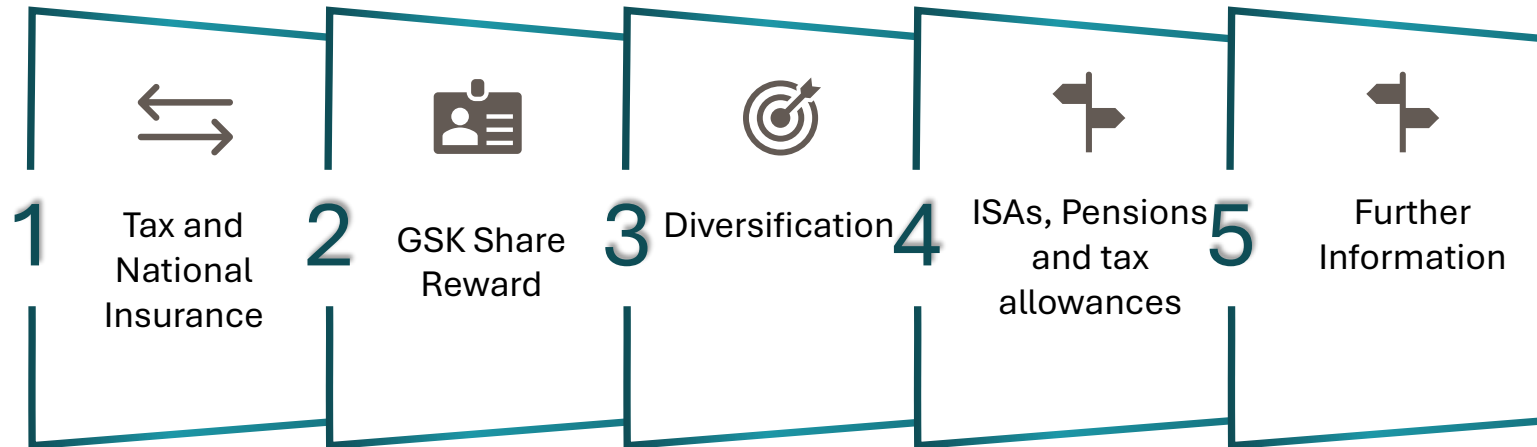 1
Tax and
National
Insurance
2
GSK Share
Reward
3
Diversification
4
ISAs, Pensions
and tax
allowances
5
Further
Information